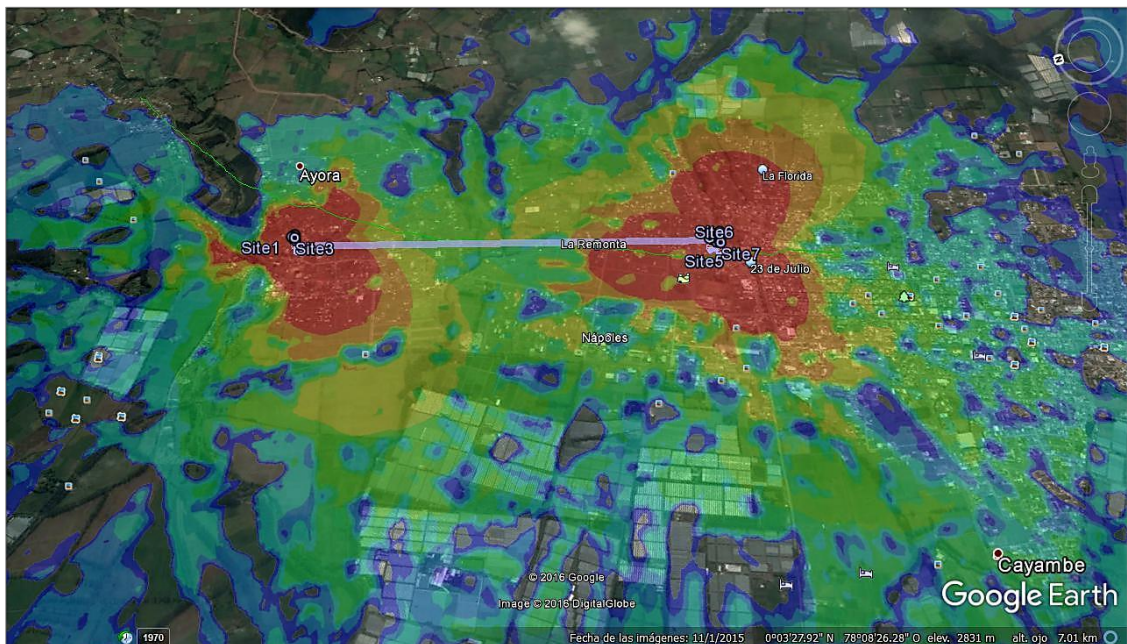 Ayora
La Florida
Site1
Site3
La Remonta
Site6
Site5
Site7
23 de Julio
Nápoles
Cayambe
© 2016 Google
Image © 2016 DigitalGlobe
Google Earth
1970
Fecha de las imágenes: 11/1/2015 0°03'27.92" N 78°08'26.28" O elev. 2831 m alt. ojo 7.01 km